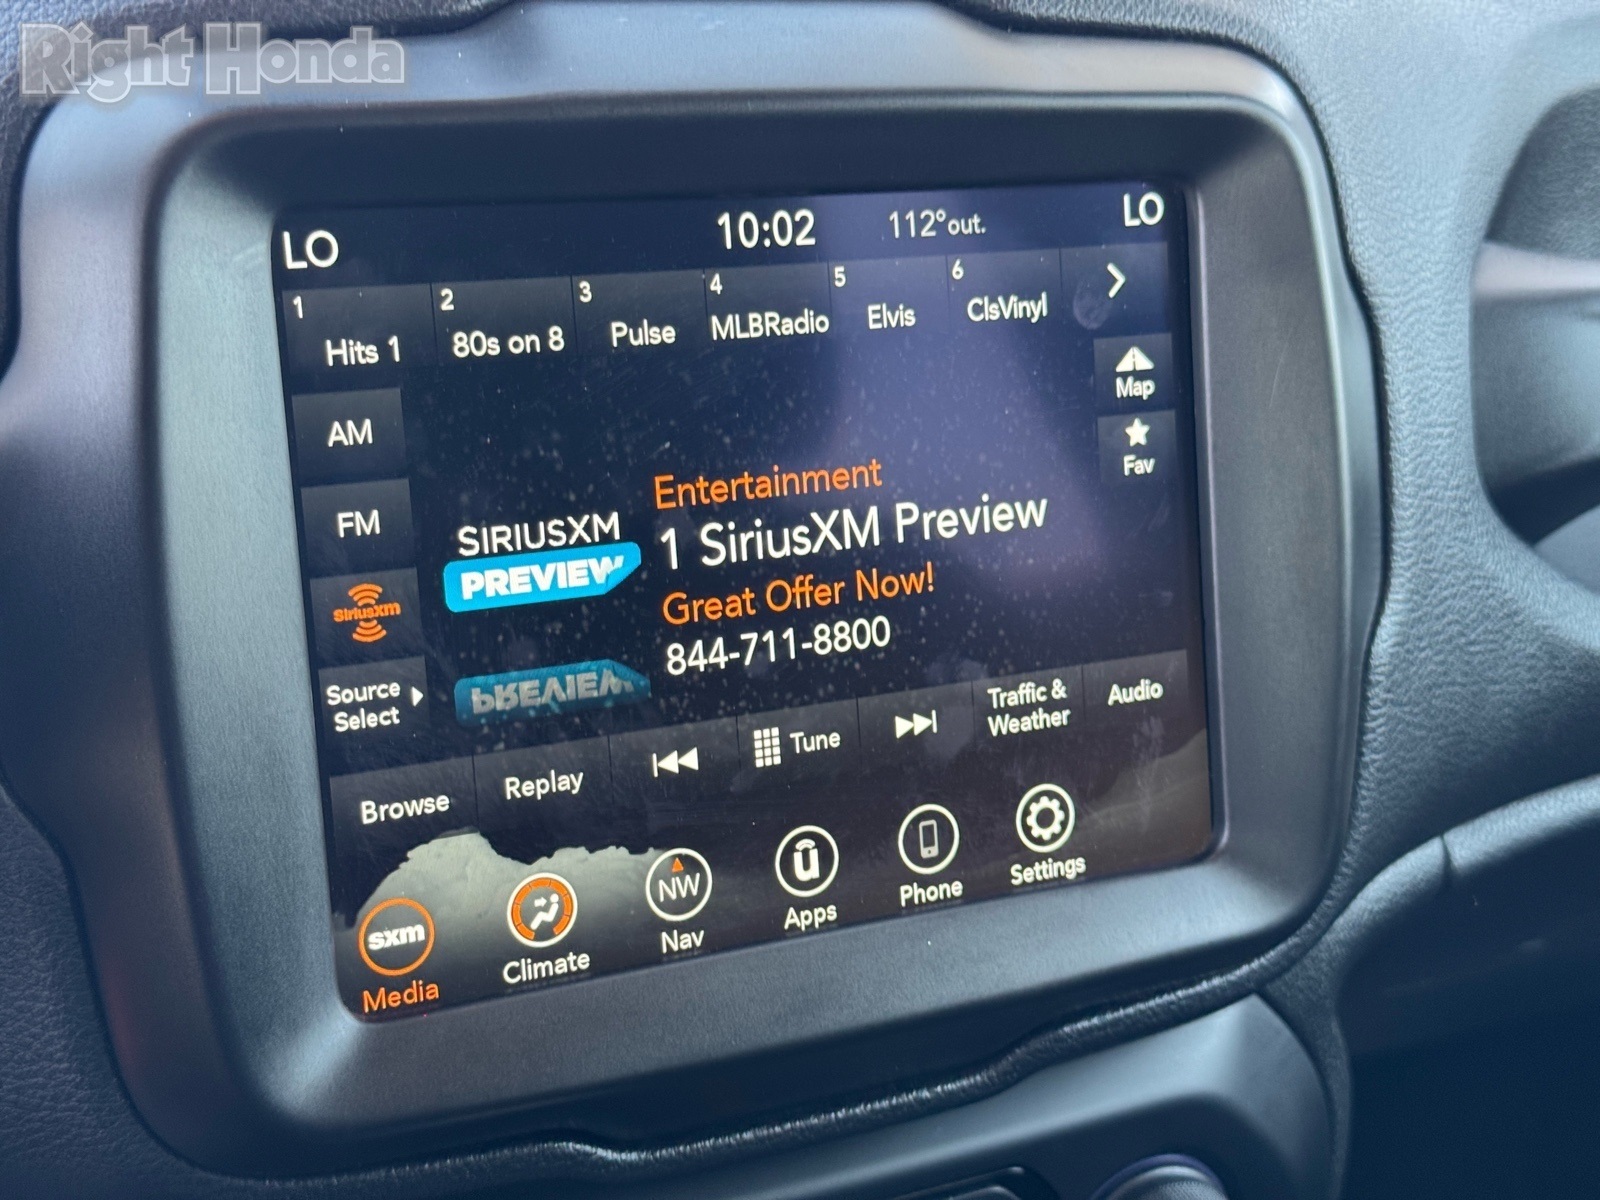 Right Honda
LO
10:02
112°out.
LO
1
Hits 1
2
80s on 8
3
Pulse
4
MLBRadio
5
Elvis
6
ClsVinyl
Map
Fav
AM
FM
SiriusXM
Source
Select
SIRIUSXM
PREVIEW
Entertainment
1 SiriusXM Preview
Great Offer Now!
844-711-8800
PREVIEW
Browse
Replay
Tune
Traffic &
Weather
Audio
sxm
Media
Climate
NW
Nav
u
Apps
Phone
Settings